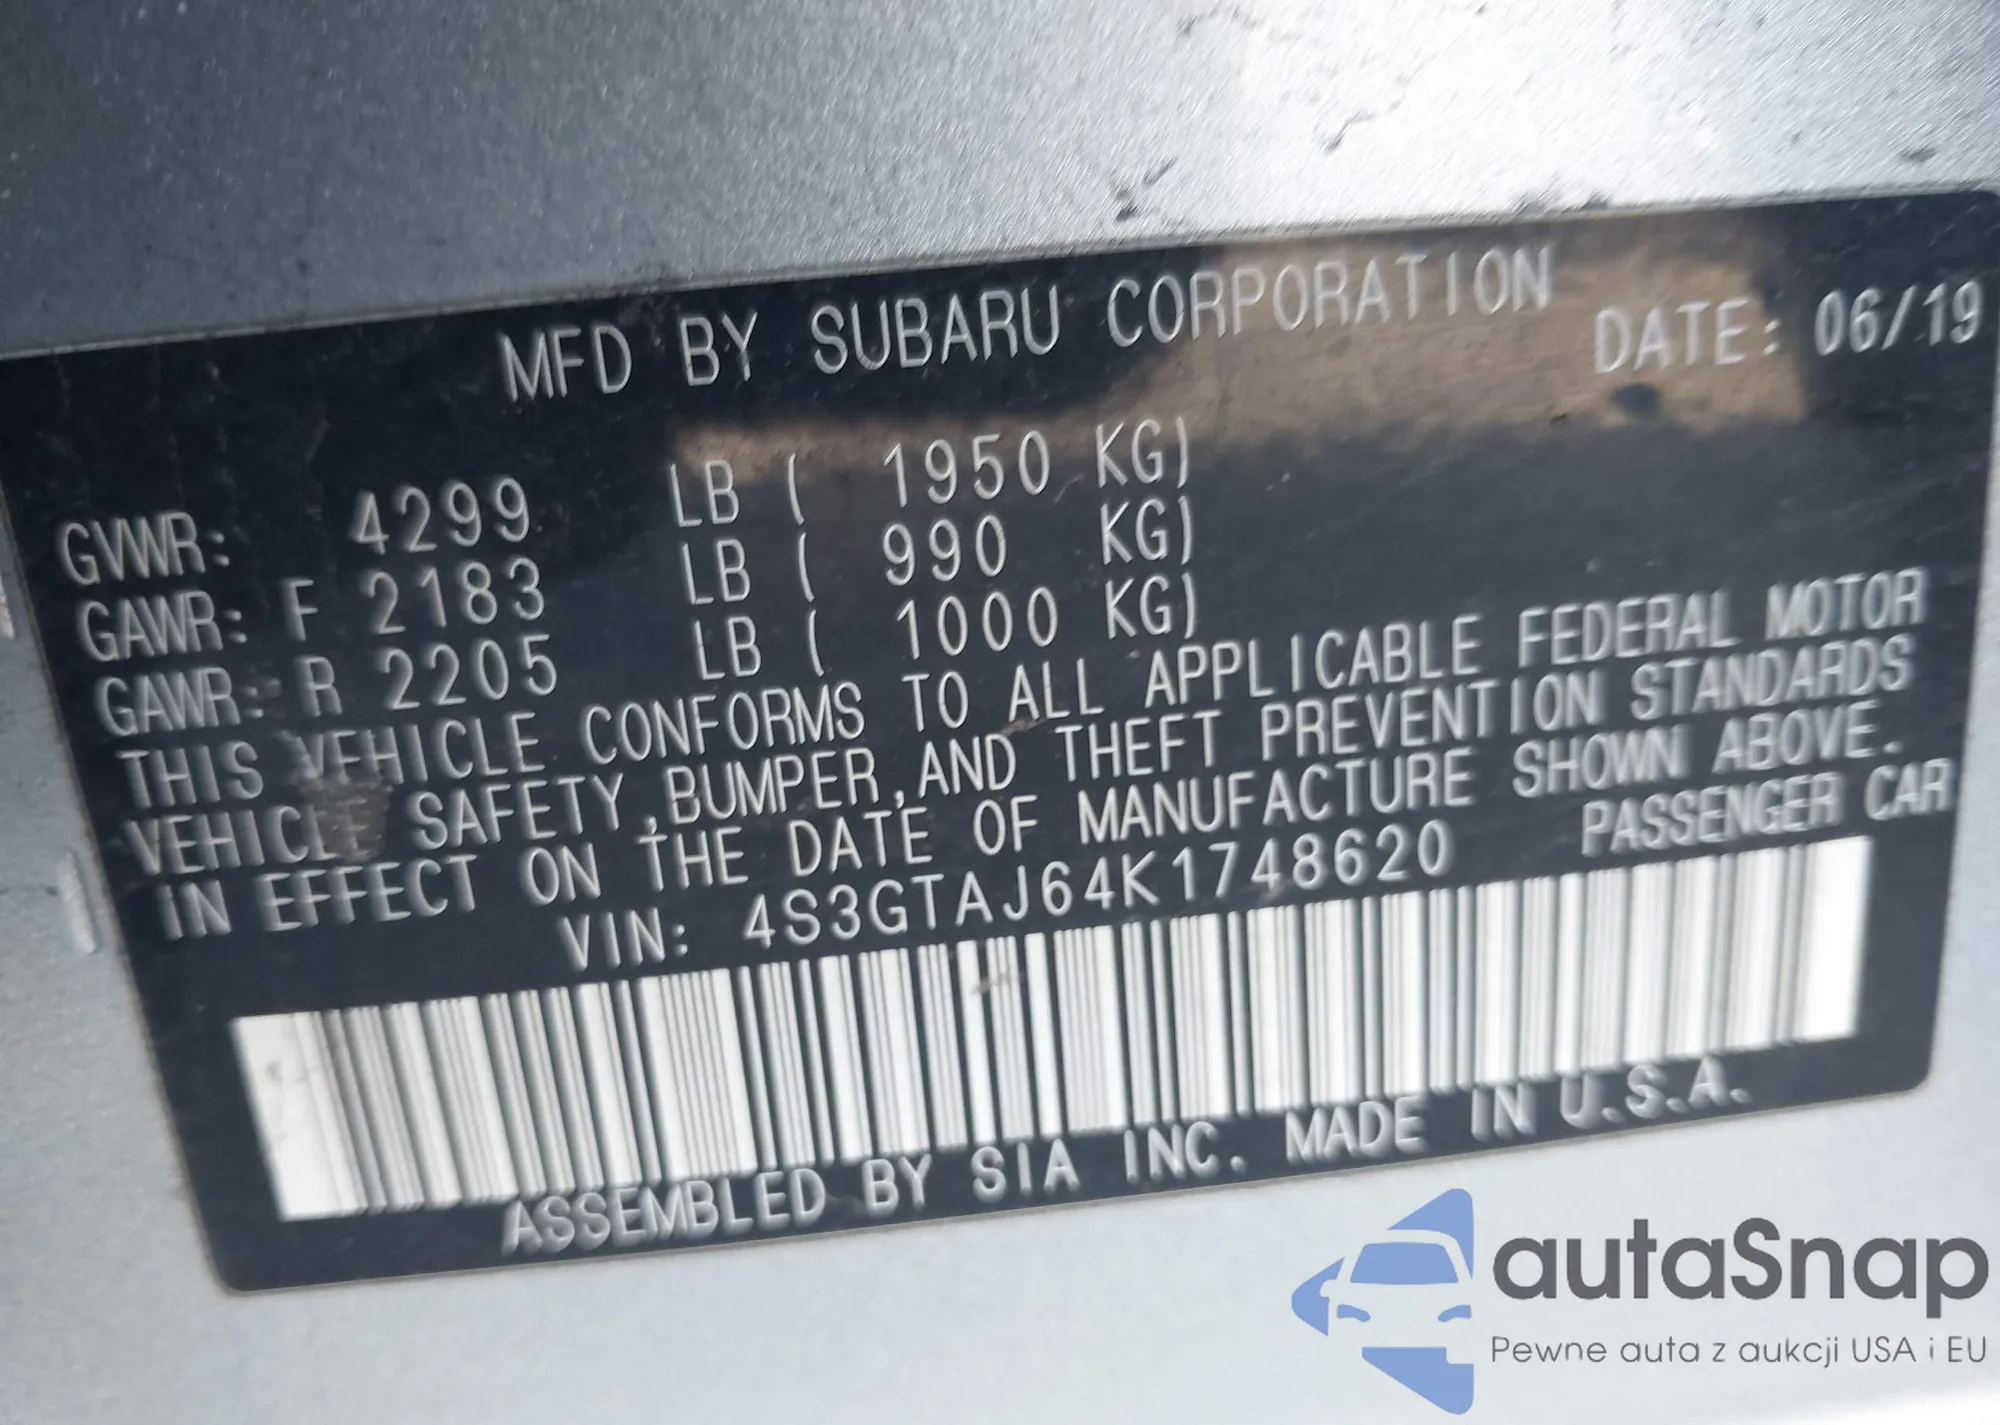 MFD BY SUBARU CORPORATION DATE: 06/19
GVWR: 4299 LB ( 1950 KG)
GAWR: F 2183 LB ( 990 KG)
GAWR: R 2205 LB ( 1000 KG)
THIS VEHICLE CONFORMS TO ALL APPLICABLE FEDERAL MOTOR
VEHICLE SAFETY,BUMPER,AND THEFT PREVENTION STANDARDS
IN EFFECT ON THE DATE OF MANUFACTURE SHOWN ABOVE.
VIN: 4S3GTAJ64K1748620 PASSENGER CAR
ASSEMBLED BY SIA INC. MADE IN U.S.A.
autaSnap
Pewne auta z aukcji USA i EU